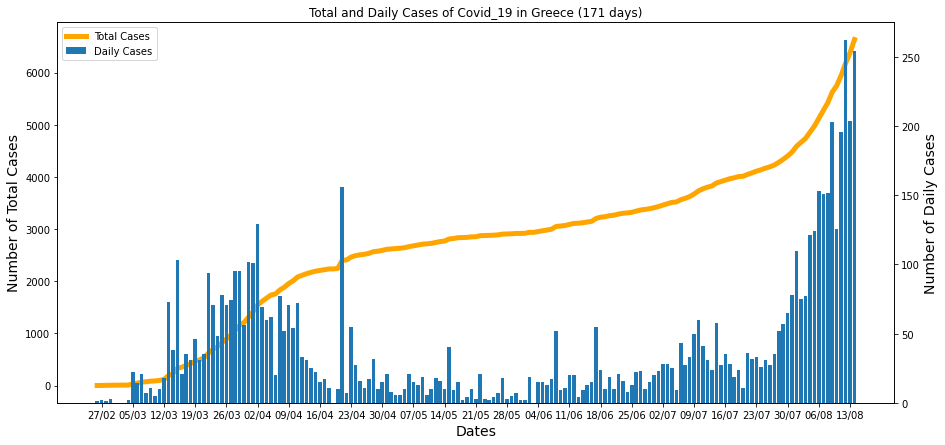 Total and Daily Cases of Covid_19 in Greece (171 days)
Total Cases
Daily Cases
Number of Total Cases
6000
5000
4000
3000
2000
1000
0
250
200
150
100
50
0
Number of Daily Cases
27/02 05/03 12/03 19/03 26/03 02/04 09/04 16/04 23/04 30/04 07/05 14/05 21/05 28/05 04/06 11/06 18/06 25/06 02/07 09/07 16/07 23/07 30/07 06/08 13/08
Dates